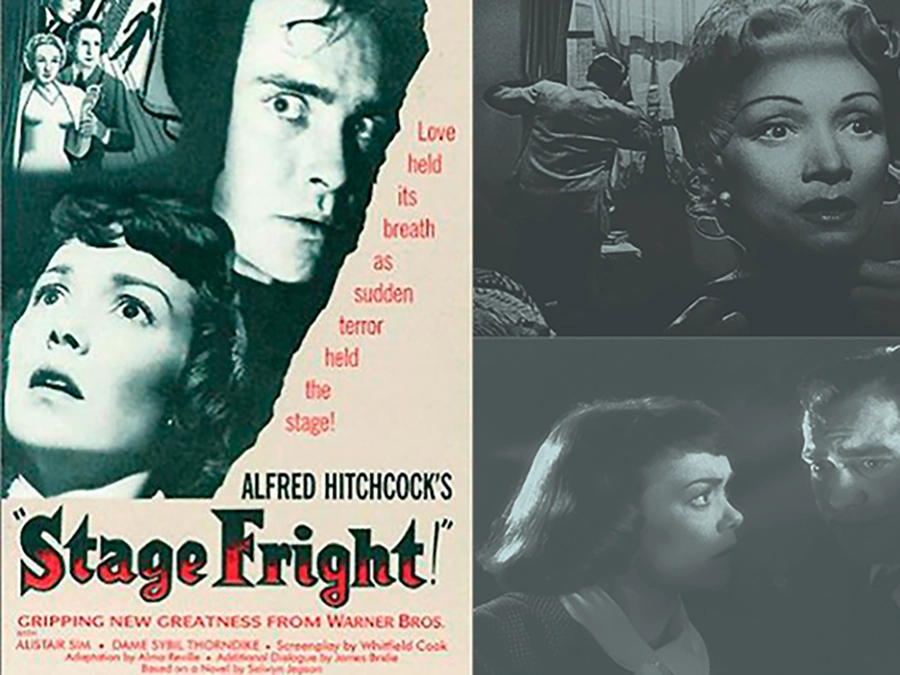 Love
held
its
breath
as
sudden
terror
held
the
stage!
ALFRED HITCHCOCK'S
"Stage Fright!"
GRIPPING NEW GREATNESS FROM WARNER BROS.
WITH
ALISTAIR SIM • DAME SYBIL THORNDIKE • Screenplay by Whitfield Cook
Adaptation by Alma Reville • Additional Dialogue by James Bridie
Based on a Novel by Selwyn Jepson